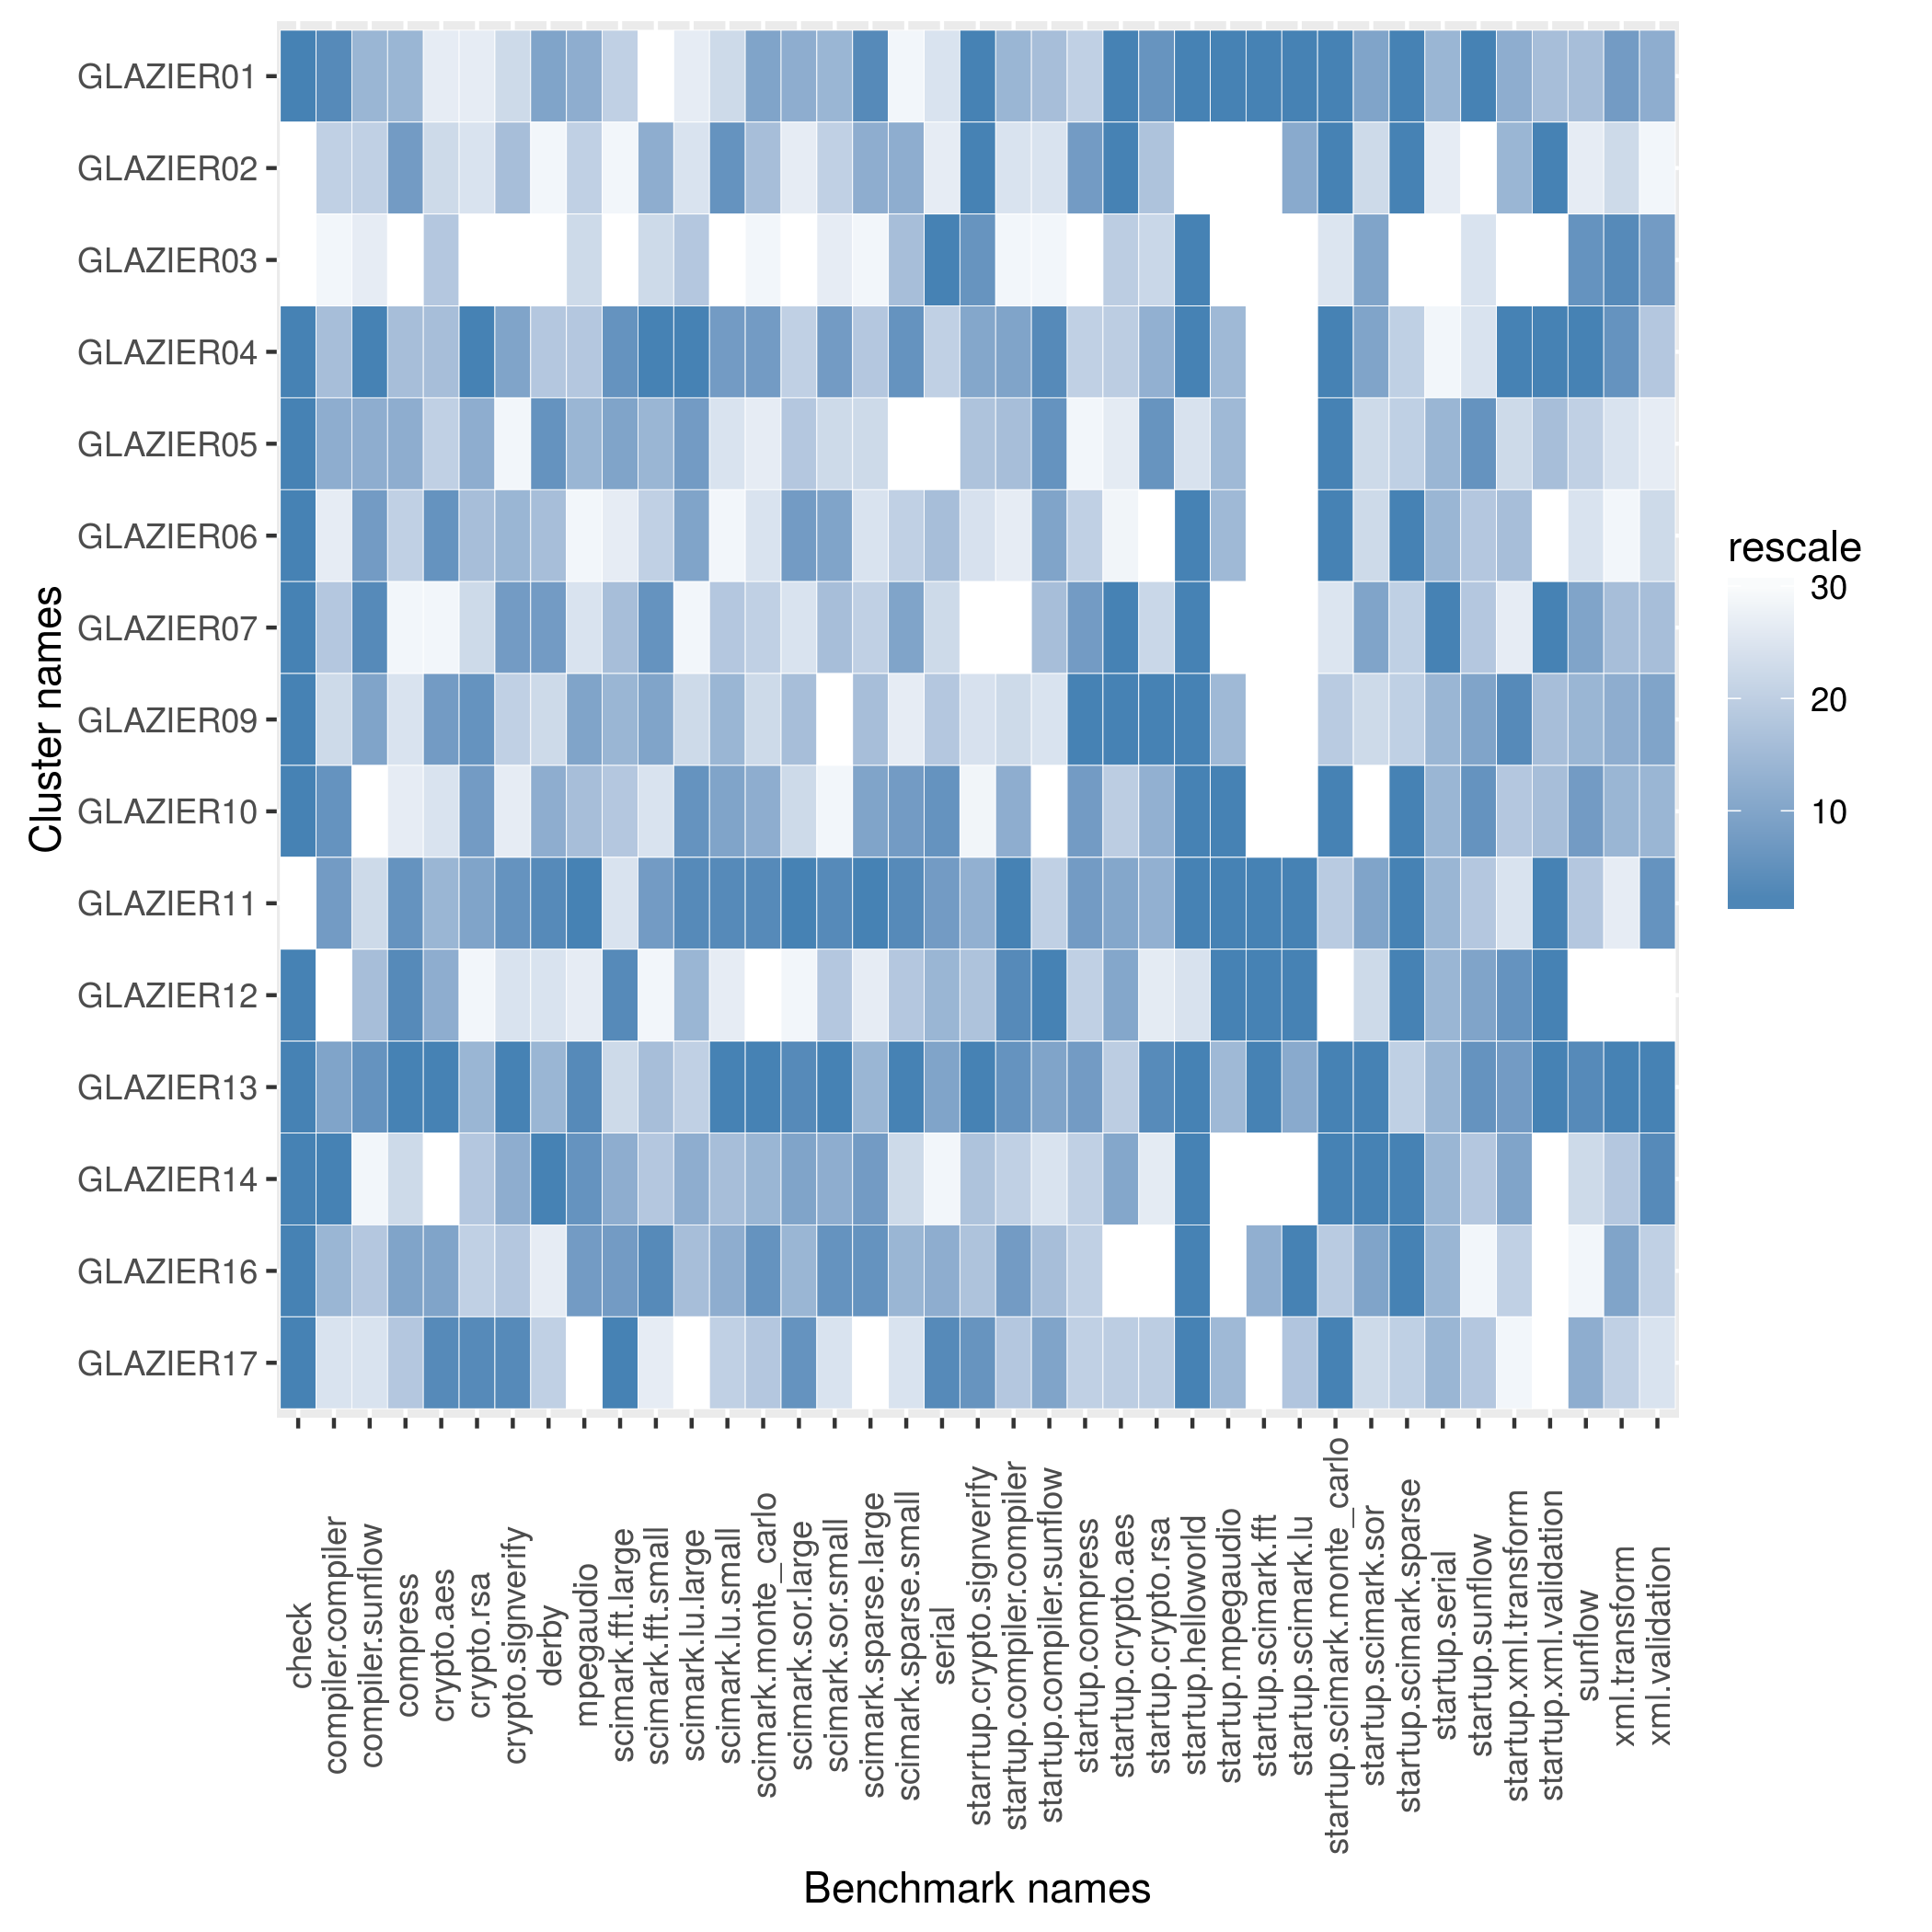 GLAZIER01
GLAZIER02
GLAZIER03
GLAZIER04
GLAZIER05
GLAZIER06
GLAZIER07
GLAZIER09
GLAZIER10
GLAZIER11
GLAZIER12
GLAZIER13
GLAZIER14
GLAZIER16
GLAZIER17
Cluster names
check
compiler.compiler
compiler.sunflow
compress
crypto.aes
crypto.rsa
crypto.signverify
derby
mpegaudio
scimark.fft.large
scimark.fft.small
scimark.lu.large
scimark.lu.small
scimark.monte_carlo
scimark.sor.large
scimark.sor.small
scimark.sparse.large
scimark.sparse.small
serial
starrtup.crypto.signverify
startup.compiler.compiler
startup.compiler.sunflow
startup.compress
startup.crypto.aes
startup.crypto.rsa
startup.helloworld
startup.mpegaudio
startup.scimark.fft
startup.scimark.lu
startup.scimark.monte_carlo
startup.scimark.sor
startup.scimark.sparse
startup.serial
startup.sunflow
startup.xml.transform
startup.xml.validation
sunflow
xml.transform
xml.validation
Benchmark names
rescale
30
20
10